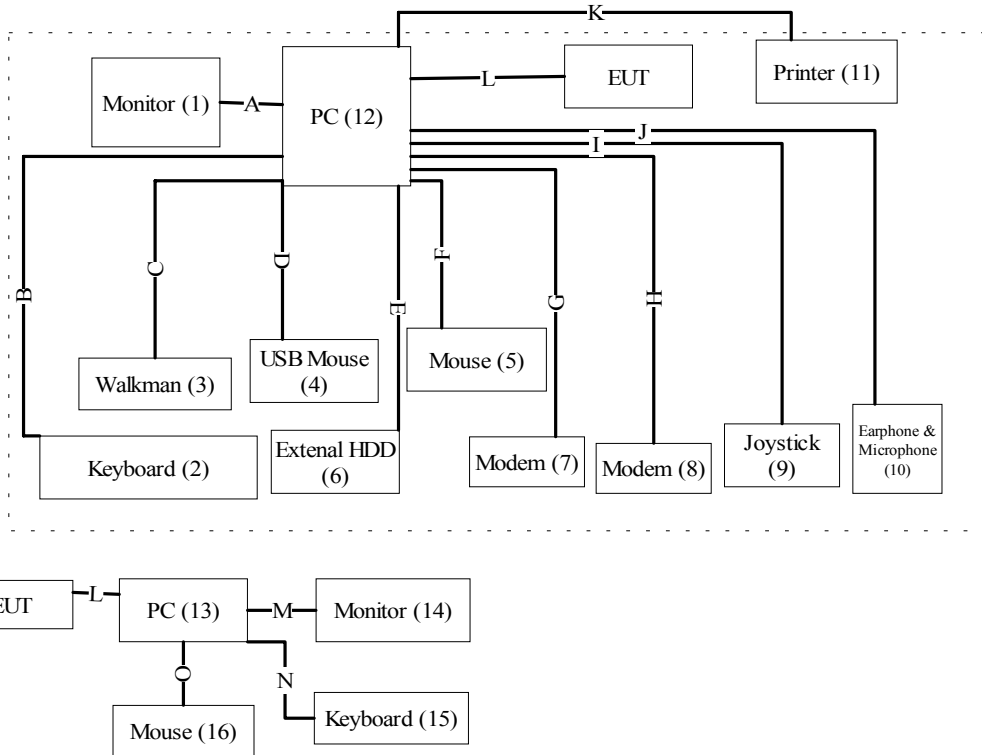 K
Monitor (1)
A
PC (12)
L
EUT
Printer (11)
J
I
B
C
D
E
F
G
H
Walkman (3)
USB Mouse
(4)
Mouse (5)
Keyboard (2)
Extenal HDD
(6)
Modem (7)
Modem (8)
Joystick
(9)
Earphone &
Microphone
(10)
EUT
L
PC (13)
M
Monitor (14)
O
N
Mouse (16)
Keyboard (15)